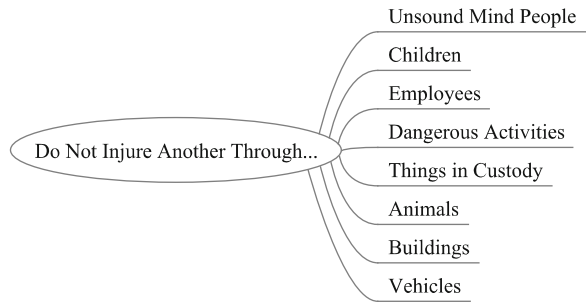 Do Not Injure Another Through...
Unsound Mind People
Children
Employees
Dangerous Activities
Things in Custody
Animals
Buildings
Vehicles